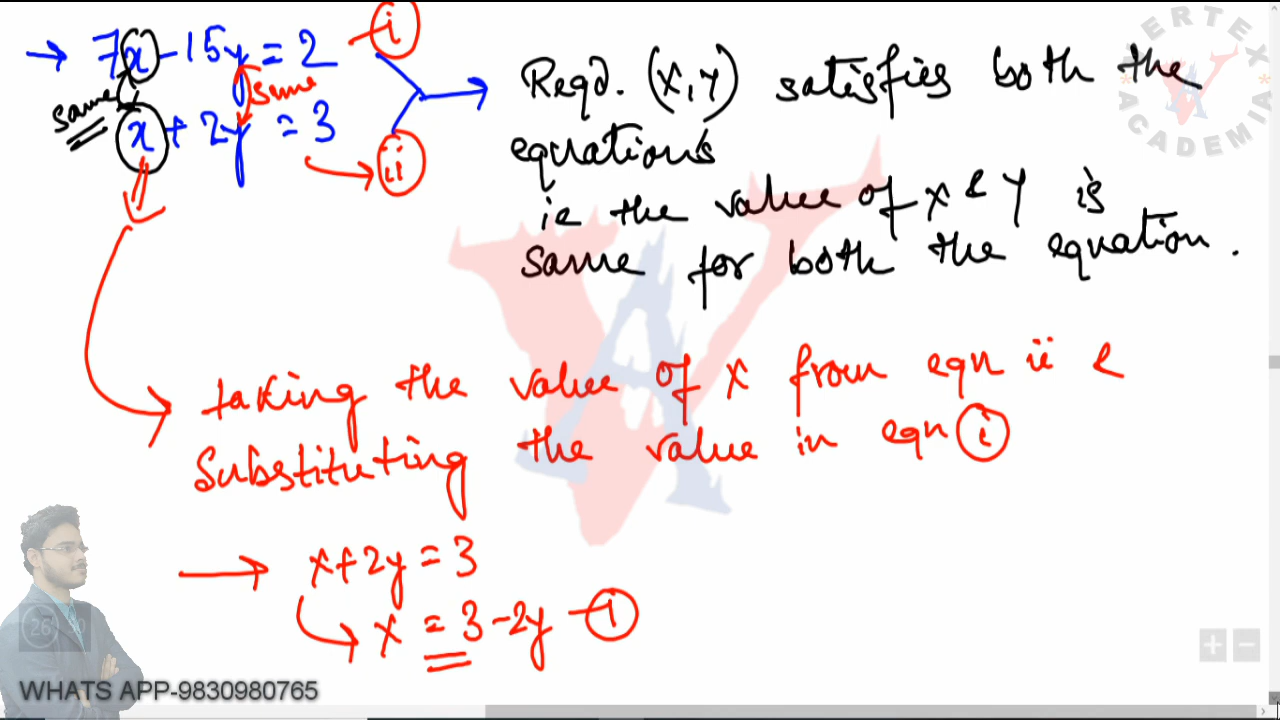 → 7x - 15y = 2 - i
same
same
x + 2y = 3 → ii
Reqd. (x, y) satisfies both the
equations
ie the value of x & y is
same for both the equation.
taking the value of x from eqn ii &
Substituting the value in eqn i
→ x + 2y = 3
x = 3 - 2y - i
VERTEX
ACADEMIA
WHATS APP-9830980765